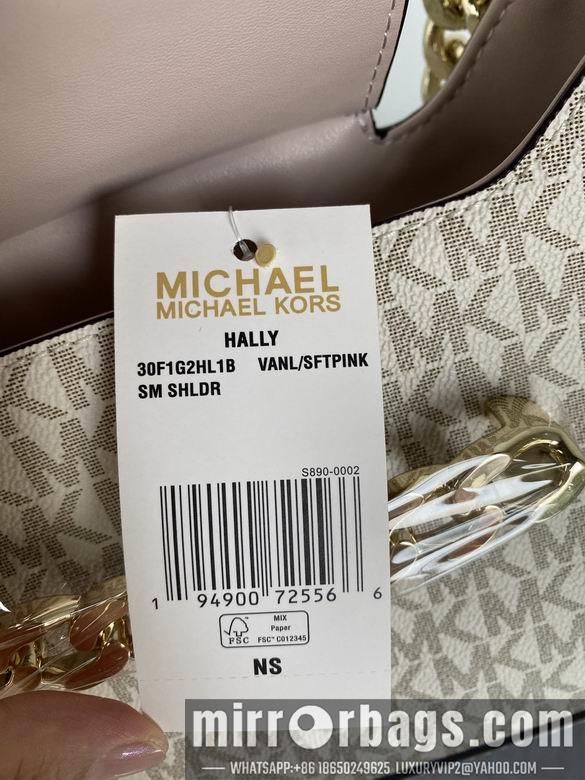 MICHAEL
MICHAEL KORS
HALLY
30F1G2HL1B VANL/SFTPINK
SM SHLDR
S890-0002
1 94900 72556 6
FSC
MIX
Paper
FSC™ C012345
NS
mirrorbags.com
WHATSAPP:+86 18650249625 LUXURYVIP2@YAHOO.COM